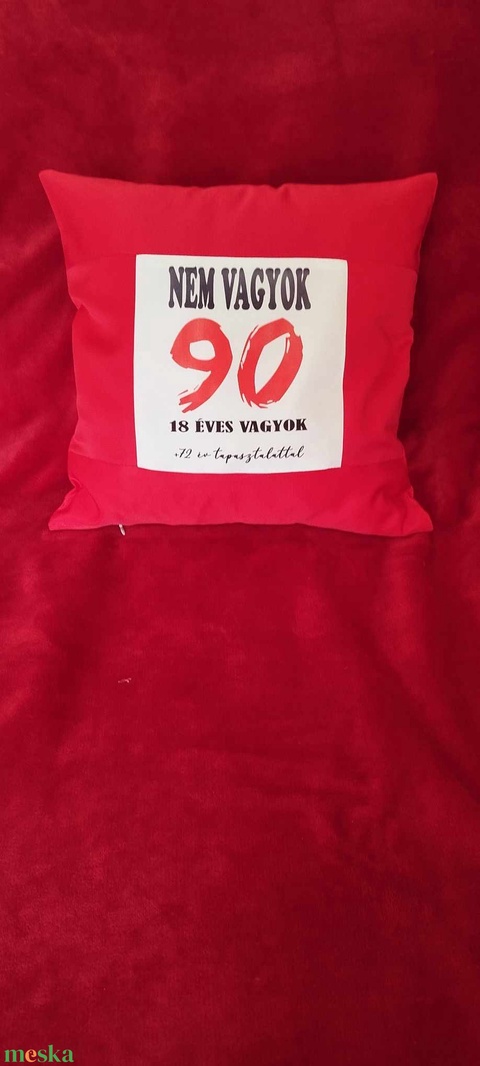 NEM VAGYOK
90
18 ÉVES VAGYOK
+72 év tapasztalattal
meska